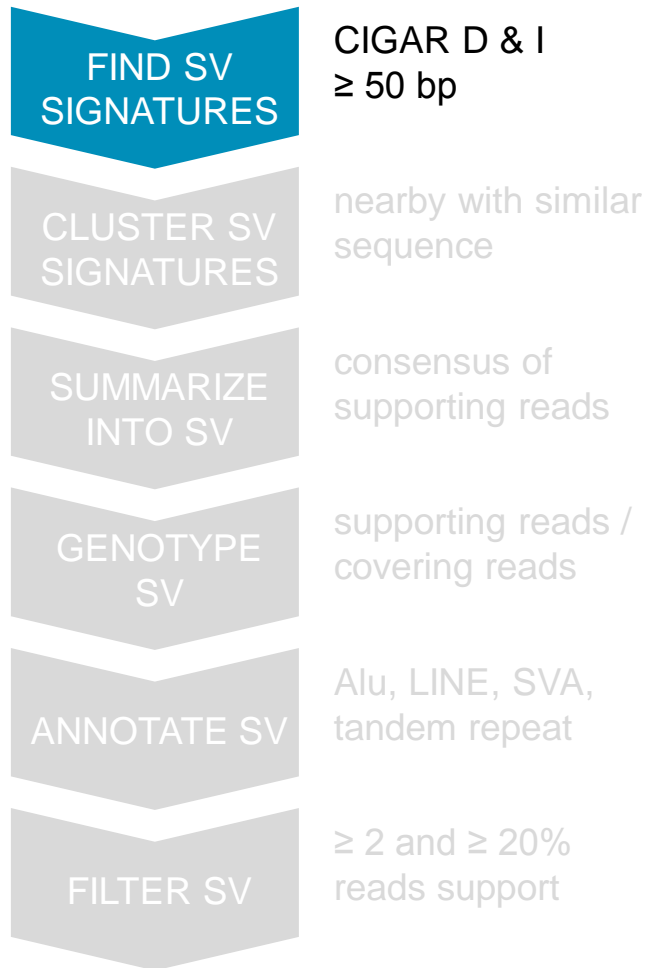 FIND SV
SIGNATURES
CIGAR D & I
≥ 50 bp
CLUSTER SV
SIGNATURES
nearby with similar
sequence
SUMMARIZE
INTO SV
consensus of
supporting reads
GENOTYPE
SV
supporting reads /
covering reads
ANNOTATE SV
Alu, LINE, SVA,
tandem repeat
FILTER SV
≥ 2 and ≥ 20%
reads support